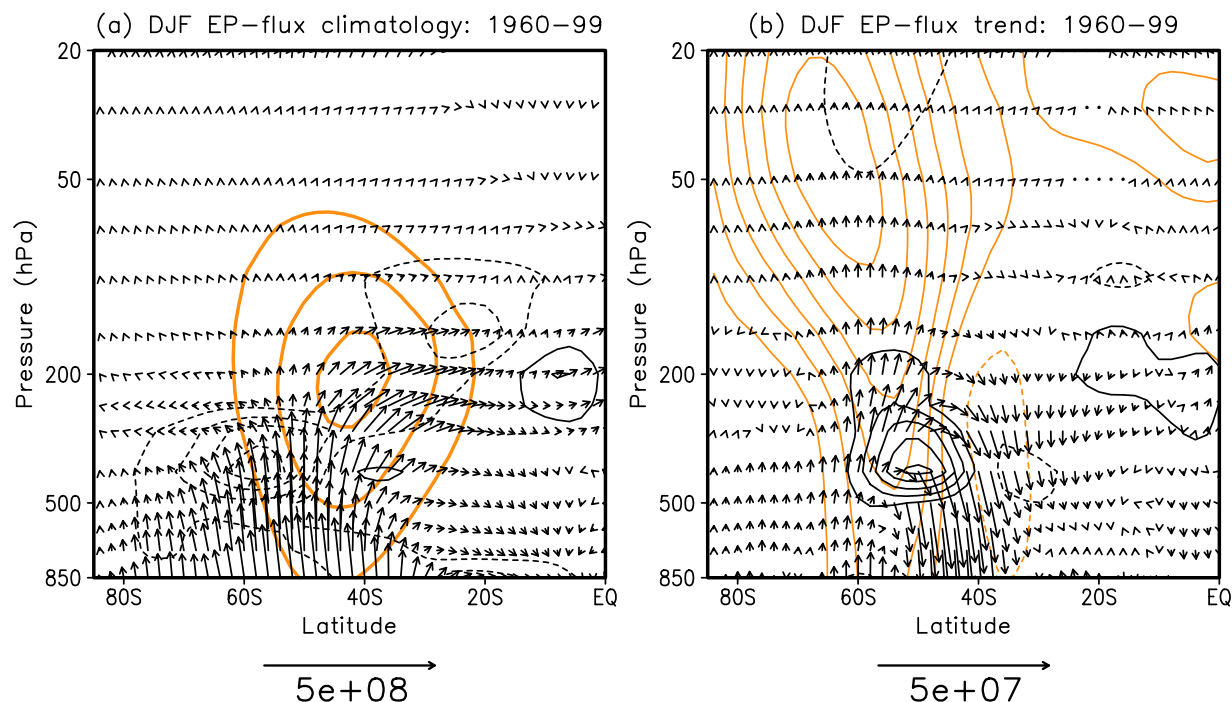 (a) DJF EP-flux climatology: 1960-99
(b) DJF EP-flux trend: 1960-99
20
50
200
500
850
Pressure (hPa)
80S 60S 40S 20S EQ
Latitude
5e+08
20
50
200
500
850
Pressure (hPa)
80S 60S 40S 20S EQ
Latitude
5e+07